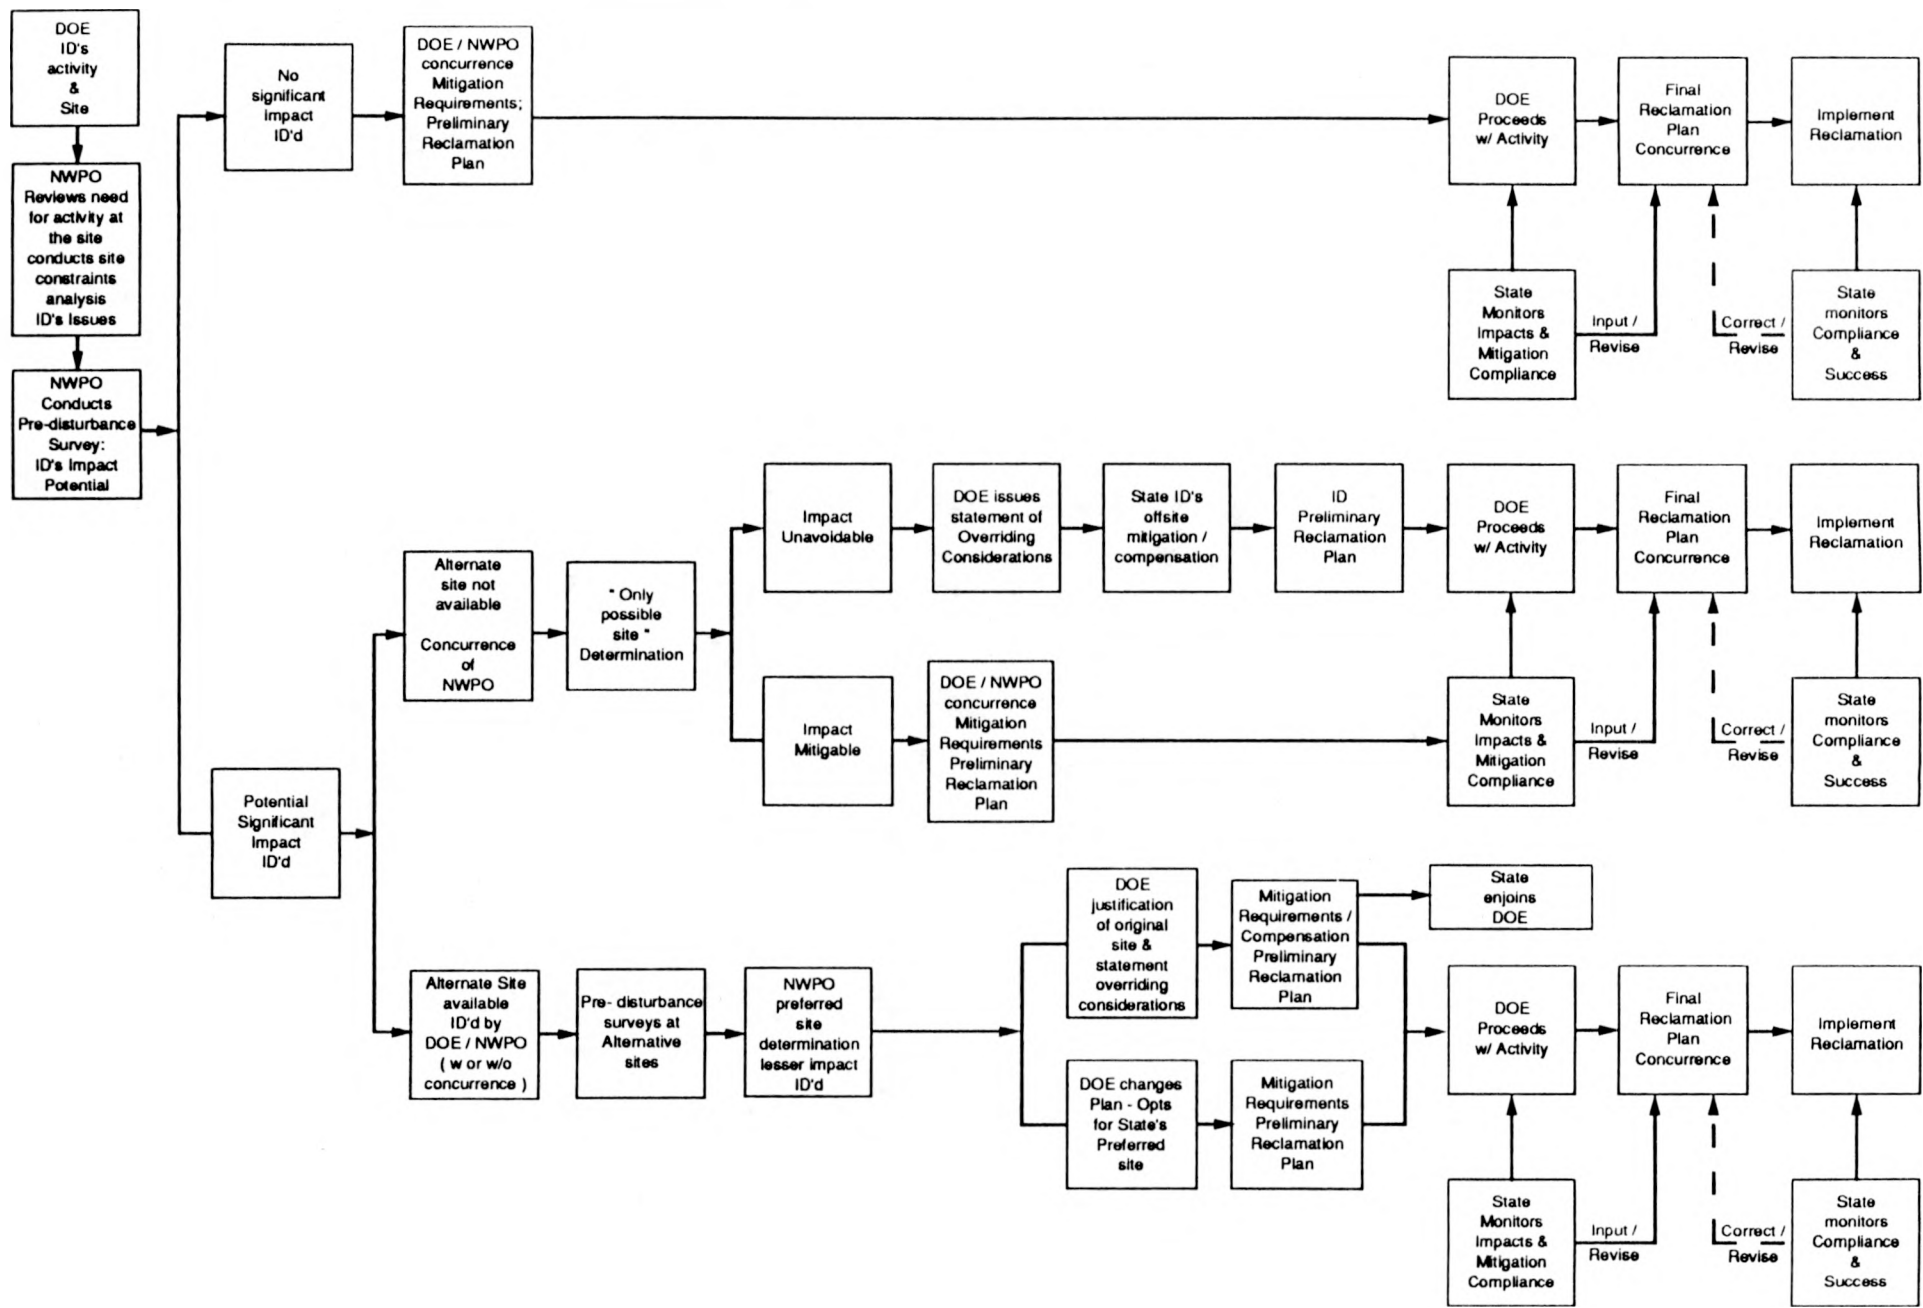 DOE
ID's
activity
&
Site
NWPO
Reviews need
for activity at
the site
conducts site
constraints
analysis
ID's Issues
NWPO
Conducts
Pre-disturbance
Survey:
ID's Impact
Potential
No
significant
impact
ID'd
DOE / NWPO
concurrence
Mitigation
Requirements;
Preliminary
Reclamation
Plan
DOE
Proceeds
w/ Activity
Final
Reclamation
Plan
Concurrence
Implement
Reclamation
State
Monitors
Impacts &
Mitigation
Compliance
Input /
Revise
Correct /
Revise
State
monitors
Compliance
&
Success
Potential
Significant
Impact
ID'd
Alternate
site not
available
Concurrence
of
NWPO
" Only
possible
site "
Determination
Impact
Unavoidable
DOE issues
statement of
Overriding
Considerations
State ID's
offsite
mitigation /
compensation
ID
Preliminary
Reclamation
Plan
DOE
Proceeds
w/ Activity
Final
Reclamation
Plan
Concurrence
Implement
Reclamation
Impact
Mitigable
DOE / NWPO
concurrence
Mitigation
Requirements
Preliminary
Reclamation
Plan
State
Monitors
Impacts &
Mitigation
Compliance
Input /
Revise
Correct /
Revise
State
monitors
Compliance
&
Success
Alternate Site
available
ID'd by
DOE / NWPO
( w or w/o
concurrence )
Pre- disturbance
surveys at
Alternative
sites
NWPO
preferred
site
determination
lesser impact
ID'd
DOE
justification
of original
site &
statement
overriding
considerations
Mitigation
Requirements /
Compensation
Preliminary
Reclamation
Plan
State
enjoins
DOE
DOE changes
Plan - Opts
for State's
Preferred
site
Mitigation
Requirements
Preliminary
Reclamation
Plan
DOE
Proceeds
w/ Activity
Final
Reclamation
Plan
Concurrence
Implement
Reclamation
State
Monitors
Impacts &
Mitigation
Compliance
Input /
Revise
Correct /
Revise
State
monitors
Compliance
&
Success